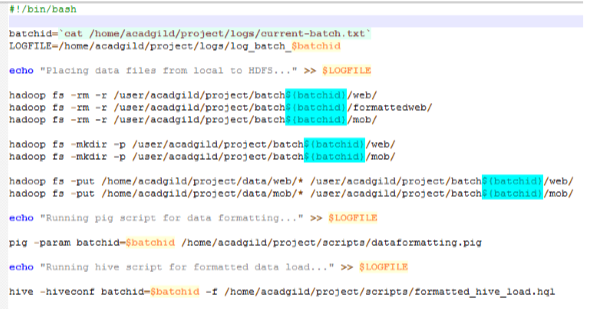 #!/bin/bash
batchid=`cat /home/acadgild/project/logs/current-batch.txt`
LOGFILE=/home/acadgild/project/logs/log_batch_$batchid
echo "Placing data files from local to HDFS..." >> $LOGFILE
hadoop fs -rm -r /user/acadgild/project/batch${batchid}/web/
hadoop fs -rm -r /user/acadgild/project/batch${batchid}/formattedweb/
hadoop fs -rm -r /user/acadgild/project/batch${batchid}/mob/
hadoop fs -mkdir -p /user/acadgild/project/batch${batchid}/web/
hadoop fs -mkdir -p /user/acadgild/project/batch${batchid}/mob/
hadoop fs -put /home/acadgild/project/data/web/* /user/acadgild/project/batch${batchid}/web/
hadoop fs -put /home/acadgild/project/data/mob/* /user/acadgild/project/batch${batchid}/mob/
echo "Running pig script for data formatting..." >> $LOGFILE
pig -param batchid=$batchid /home/acadgild/project/scripts/dataformatting.pig
echo "Running hive script for formatted data load..." >> $LOGFILE
hive -hiveconf batchid=$batchid -f /home/acadgild/project/scripts/formatted_hive_load.hql